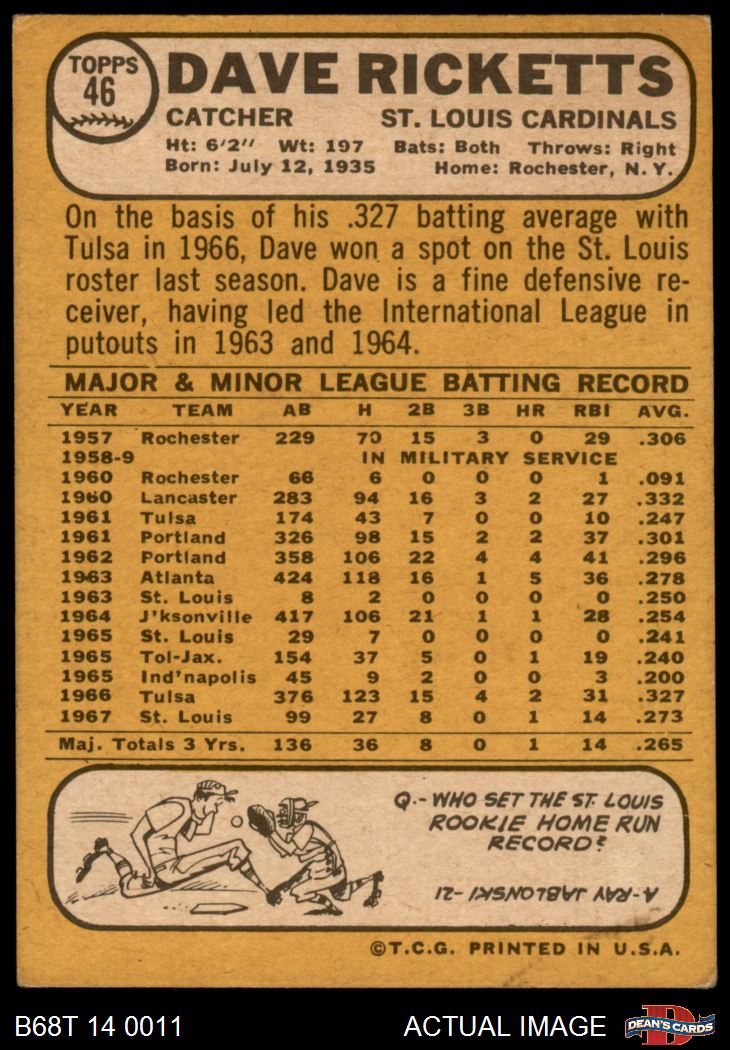 TOPPS
46
DAVE RICKETTS
CATCHER ST. LOUIS CARDINALS
Ht: 6'2" Wt: 197 Bats: Both Throws: Right
Born: July 12, 1935 Home: Rochester, N.Y.
On the basis of his .327 batting average with
Tulsa in 1966, Dave won a spot on the St. Louis
roster last season. Dave is a fine defensive re-
ceiver, having led the International League in
putouts in 1963 and 1964.
MAJOR & MINOR LEAGUE BATTING RECORD
YEAR TEAM AB H 2B 3B HR RBI AVG.
1957 Rochester 229 70 15 3 0 29 .306
1958-9 IN MILITARY SERVICE
1960 Rochester 66 6 0 0 0 1 .091
1960 Lancaster 283 94 16 3 2 27 .332
1961 Tulsa 174 43 7 0 0 10 .247
1961 Portland 326 98 15 2 2 37 .301
1962 Portland 358 106 22 4 4 41 .296
1963 Atlanta 424 118 16 1 5 36 .278
1963 St. Louis 8 2 0 0 0 0 .250
1964 J'ksonville 417 106 21 1 1 28 .254
1965 St. Louis 29 7 0 0 0 0 .241
1965 Tol-Jax. 154 37 5 0 1 19 .240
1965 Ind'napolis 45 9 2 0 0 3 .200
1966 Tulsa 376 123 15 4 2 31 .327
1967 St. Louis 99 27 8 0 1 14 .273
Maj. Totals 3 Yrs. 136 36 8 0 1 14 .265
Q.- WHO SET THE ST. LOUIS
ROOKIE HOME RUN
RECORD?
A-RAY JABLONSKI-21
©T.C.G. PRINTED IN U.S.A.
B68T 14 0011 ACTUAL IMAGE
D
DEAN'S CARDS